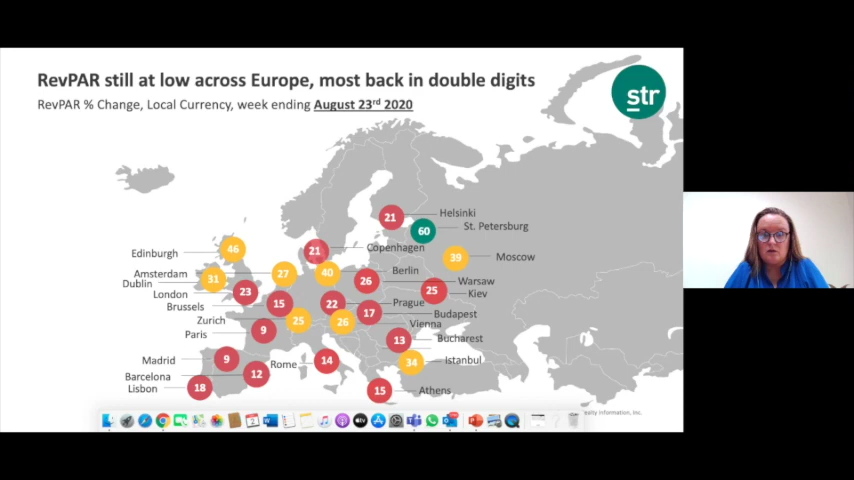 RevPAR still at low across Europe, most back in double digits
RevPAR % Change, Local Currency, week ending August 23rd 2020
str
21 Helsinki
60 St. Petersburg
Edinburgh 46
21 Copenhagen
39 Moscow
Amsterdam 27
40 Berlin
Dublin 31
26 Warsaw
London 23
25 Kiev
Brussels 15
22 Prague
17 Budapest
Zurich 25
26 Vienna
Paris 9
13 Bucharest
Madrid 9
Rome 14
34 Istanbul
Barcelona 12
Lisbon 18
15 Athens
ealty Information, Inc.